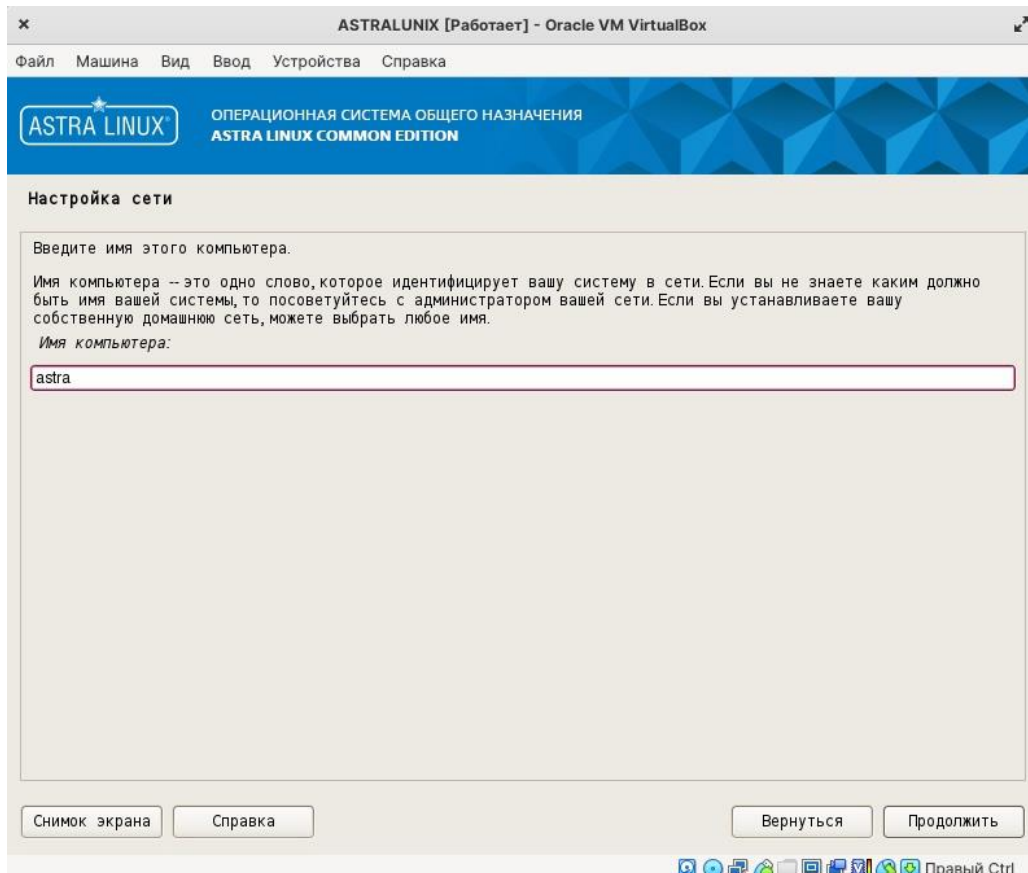 ASTRALUNIX [Работает] - Oracle VM VirtualBox
Файл Машина Вид Ввод Устройства Справка
ASTRA LINUX®
ОПЕРАЦИОННАЯ СИСТЕМА ОБЩЕГО НАЗНАЧЕНИЯ
ASTRA LINUX COMMON EDITION
Настройка сети
Введите имя этого компьютера.
Имя компьютера -- это одно слово, которое идентифицирует вашу систему в сети. Если вы не знаете каким должно
быть имя вашей системы, то посоветуйтесь с администратором вашей сети. Если вы устанавливаете вашу
собственную домашнюю сеть, можете выбрать любое имя.
Имя компьютера:
astra
Снимок экрана Справка Вернуться Продолжить
Правый Ctrl